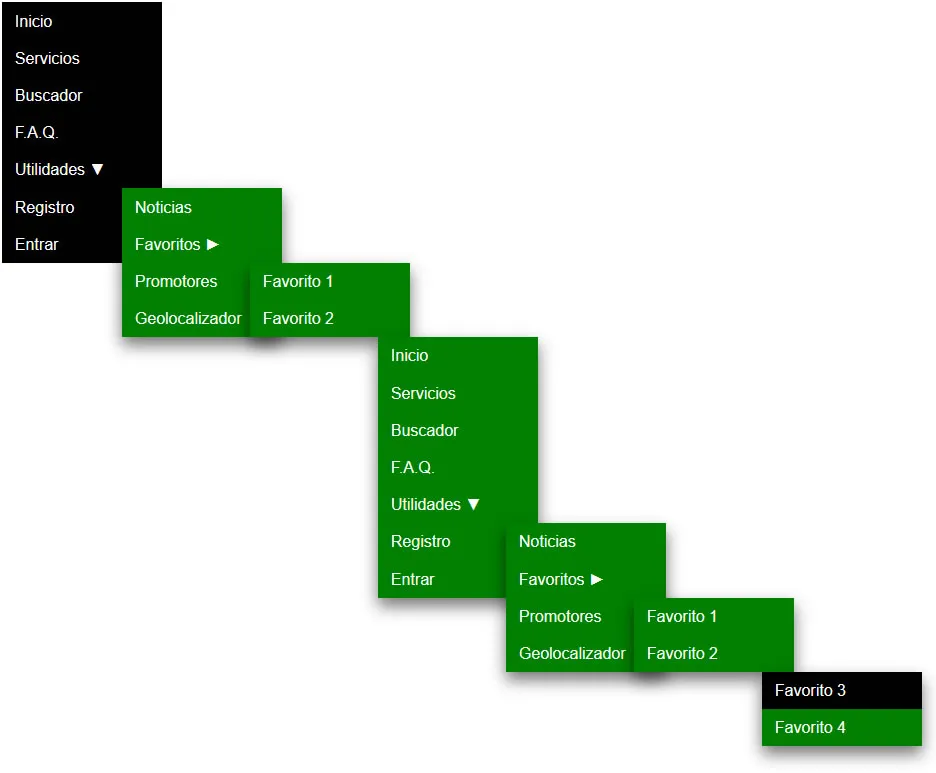 Inicio
Servicios
Buscador
F.A.Q.
Utilidades ▼
Registro
Entrar
Noticias
Favoritos ►
Promotores
Geolocalizador
Favorito 1
Favorito 2
Inicio
Servicios
Buscador
F.A.Q.
Utilidades ▼
Registro
Entrar
Noticias
Favoritos ►
Promotores
Geolocalizador
Favorito 1
Favorito 2
Favorito 3
Favorito 4